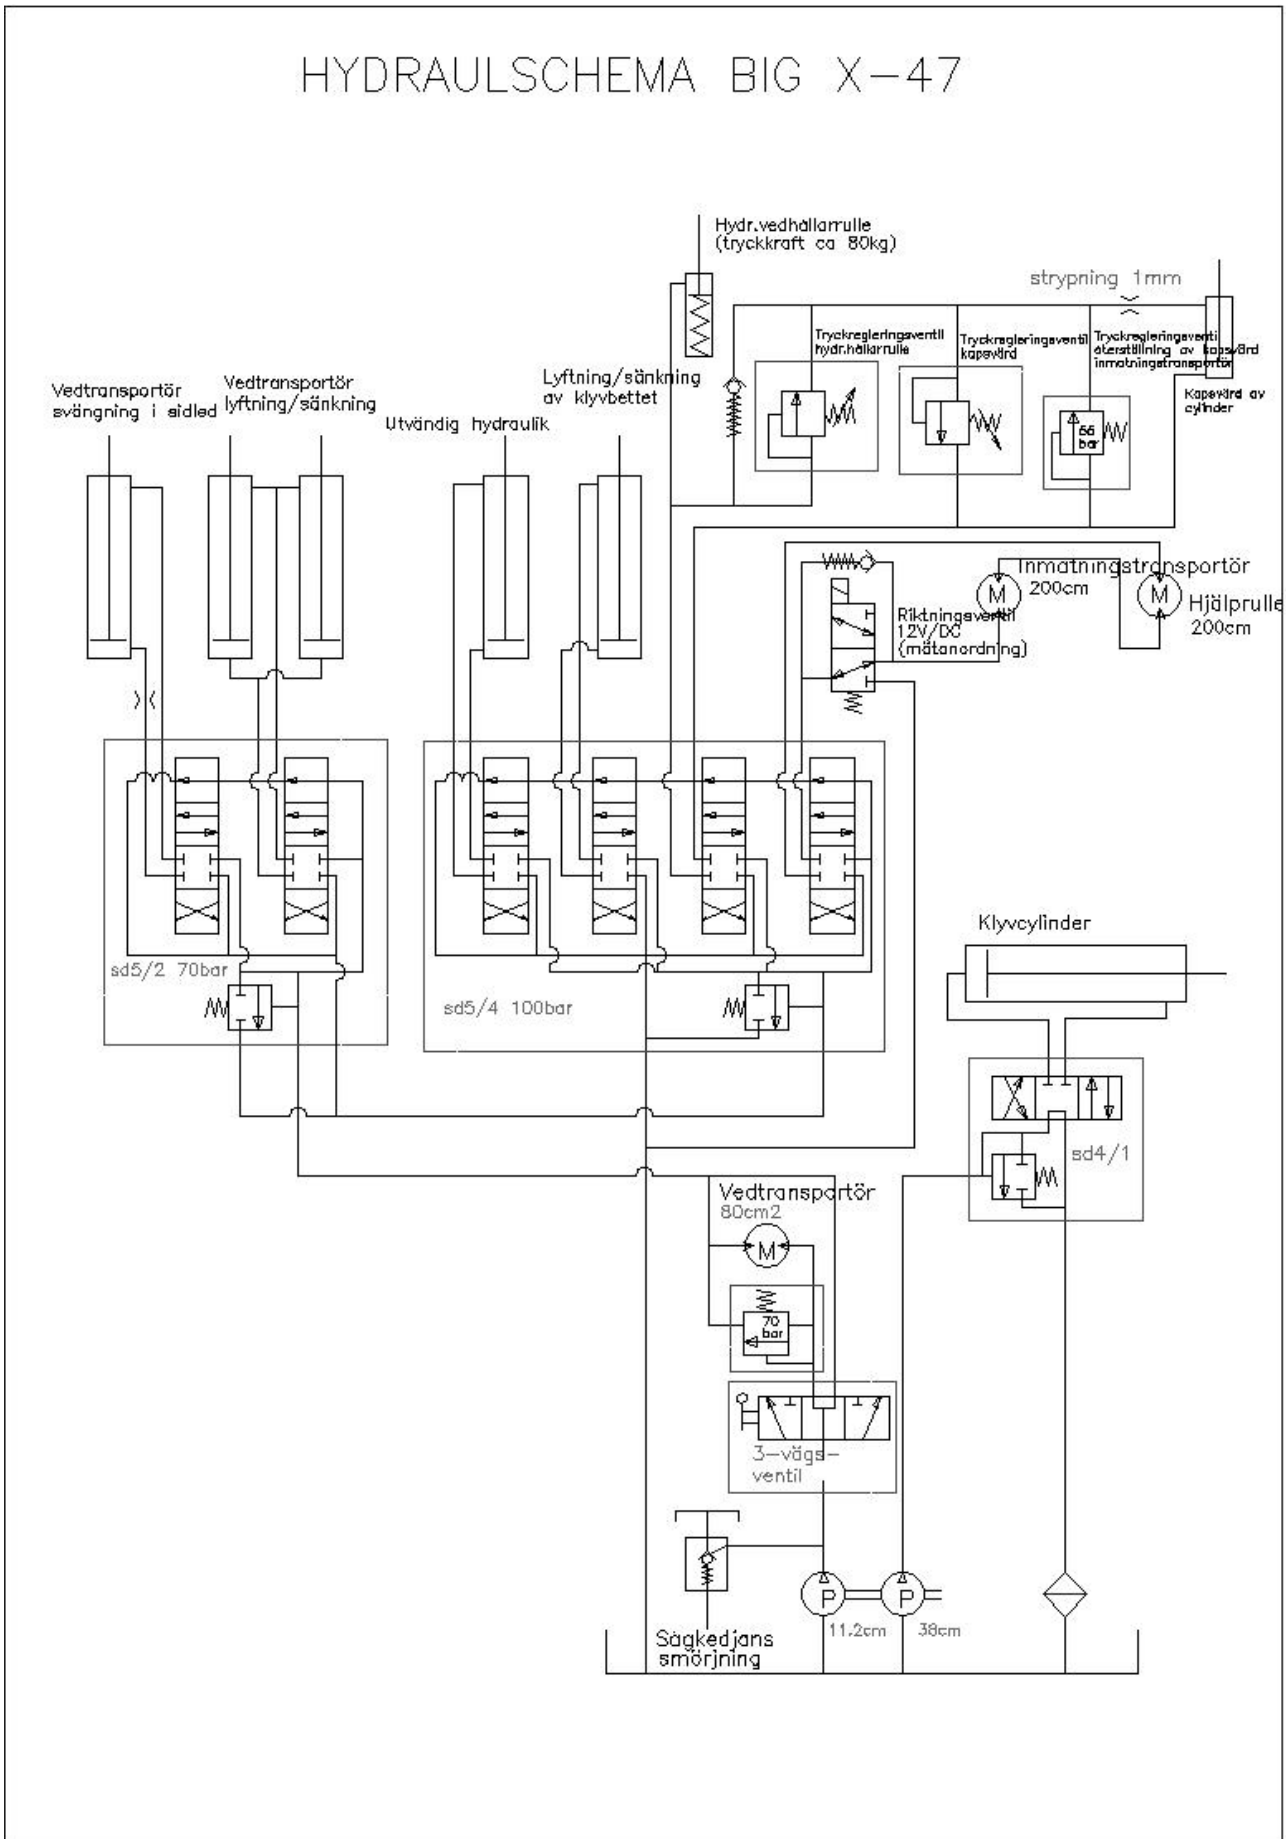 HYDRAULSCHEMA BIG X-47
Hydr.vedhållarrulle
(tryckkraft ca 80kg)
strypning 1mm
Tryckregleringsventil
hydr.hållarrulle
Tryckregleringsventil
kapsvärd
Tryckregleringsventi
återställning av kapsvärd
inmatningstransportör
Kapsvärd av
cylinder
Vedtransportör
svängning i sidled
Vedtransportör
lyftning/sänkning
Utvändig hydraulik
Lyftning/sänkning
av klyvbettet
66
bar
Inmatningstransportör
200cm
M
M
Hjälprulle
200cm
Riktningsventil
12V/DC
(mätanordning)
sd5/2 70bar
sd5/4 100bar
Klyvcylinder
sd4/1
Vedtransportör
80cm2
M
70
bar
3-vägs-
ventil
Sågkedjans
smörjning
P
P
11.2cm
38cm